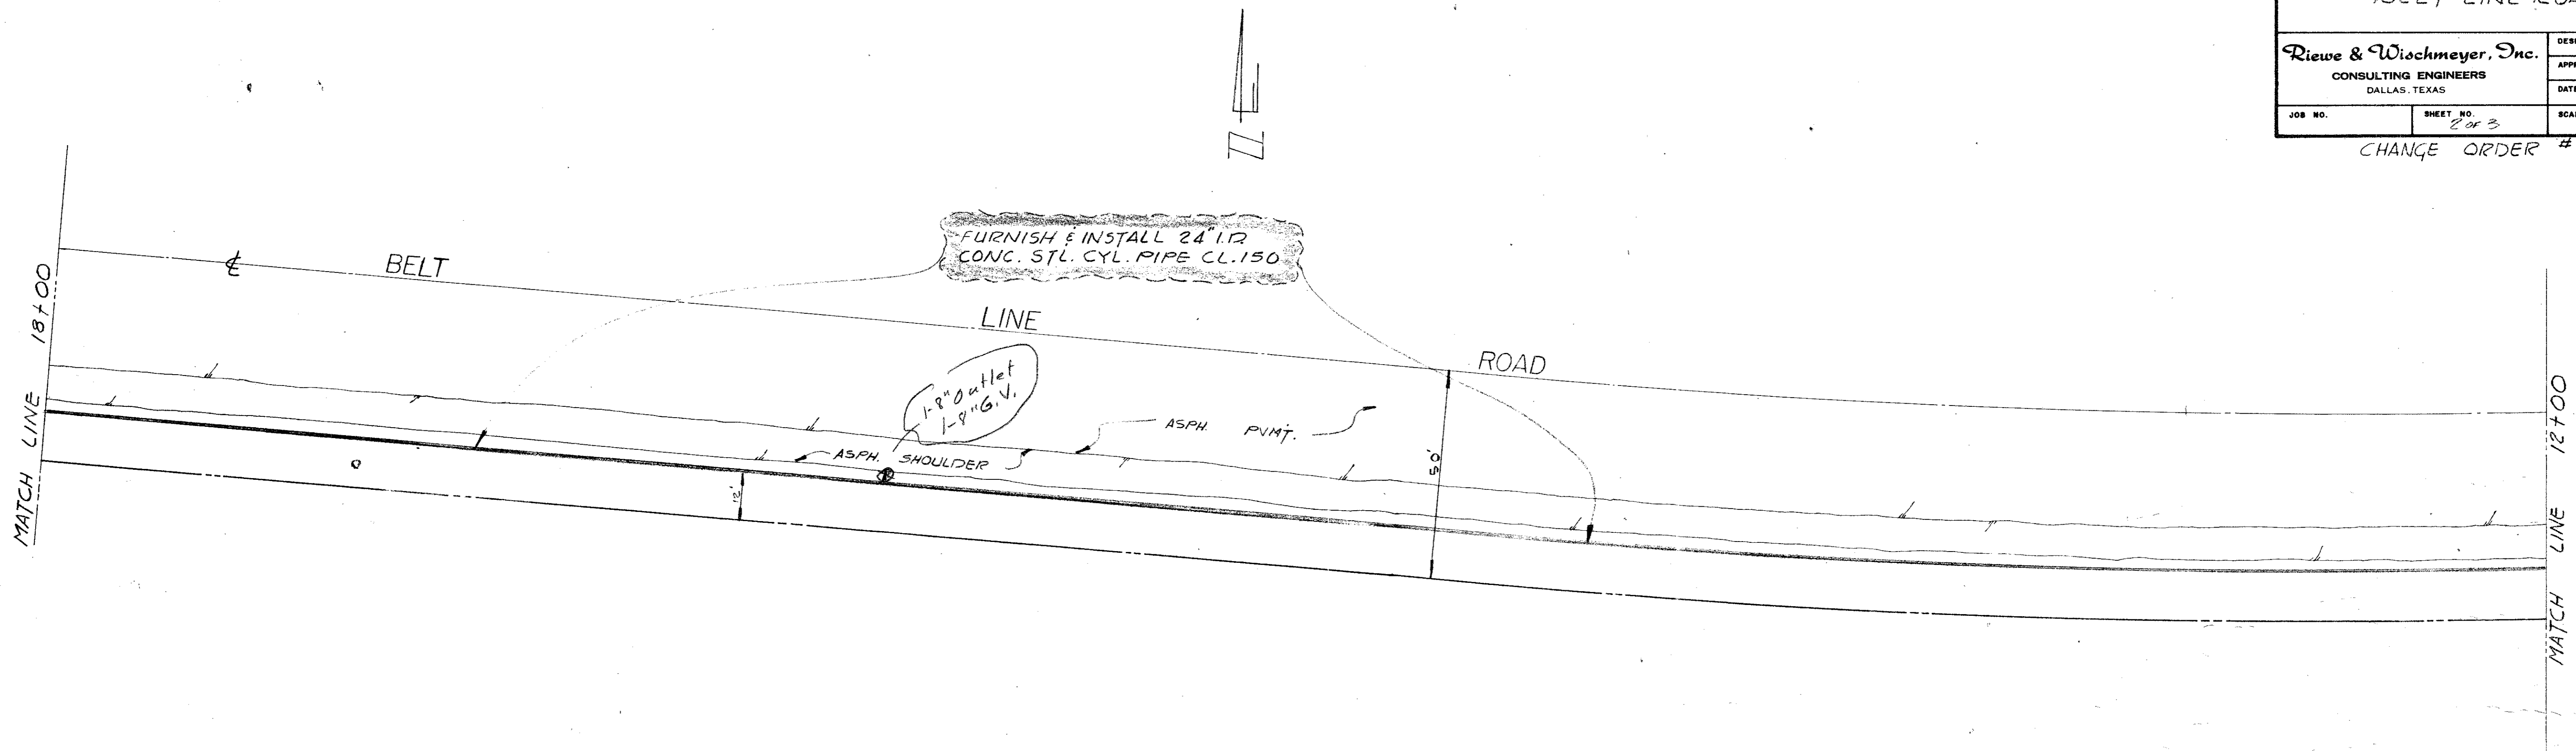 Riewe & Wischmeyer, Inc.
CONSULTING ENGINEERS
DALLAS, TEXAS
JOB NO.
SHEET NO.
2 OF 3
CHANGE ORDER #
N
FURNISH & INSTALL 24" I.D.
CONC. STL. CYL. PIPE CL. 150
℄
BELT
LINE
ROAD
MATCH LINE 18+00
1-8" Outlet
1-8" G.V.
ASPH. PVMT.
ASPH. SHOULDER
12'
50'
MATCH LINE 12+00